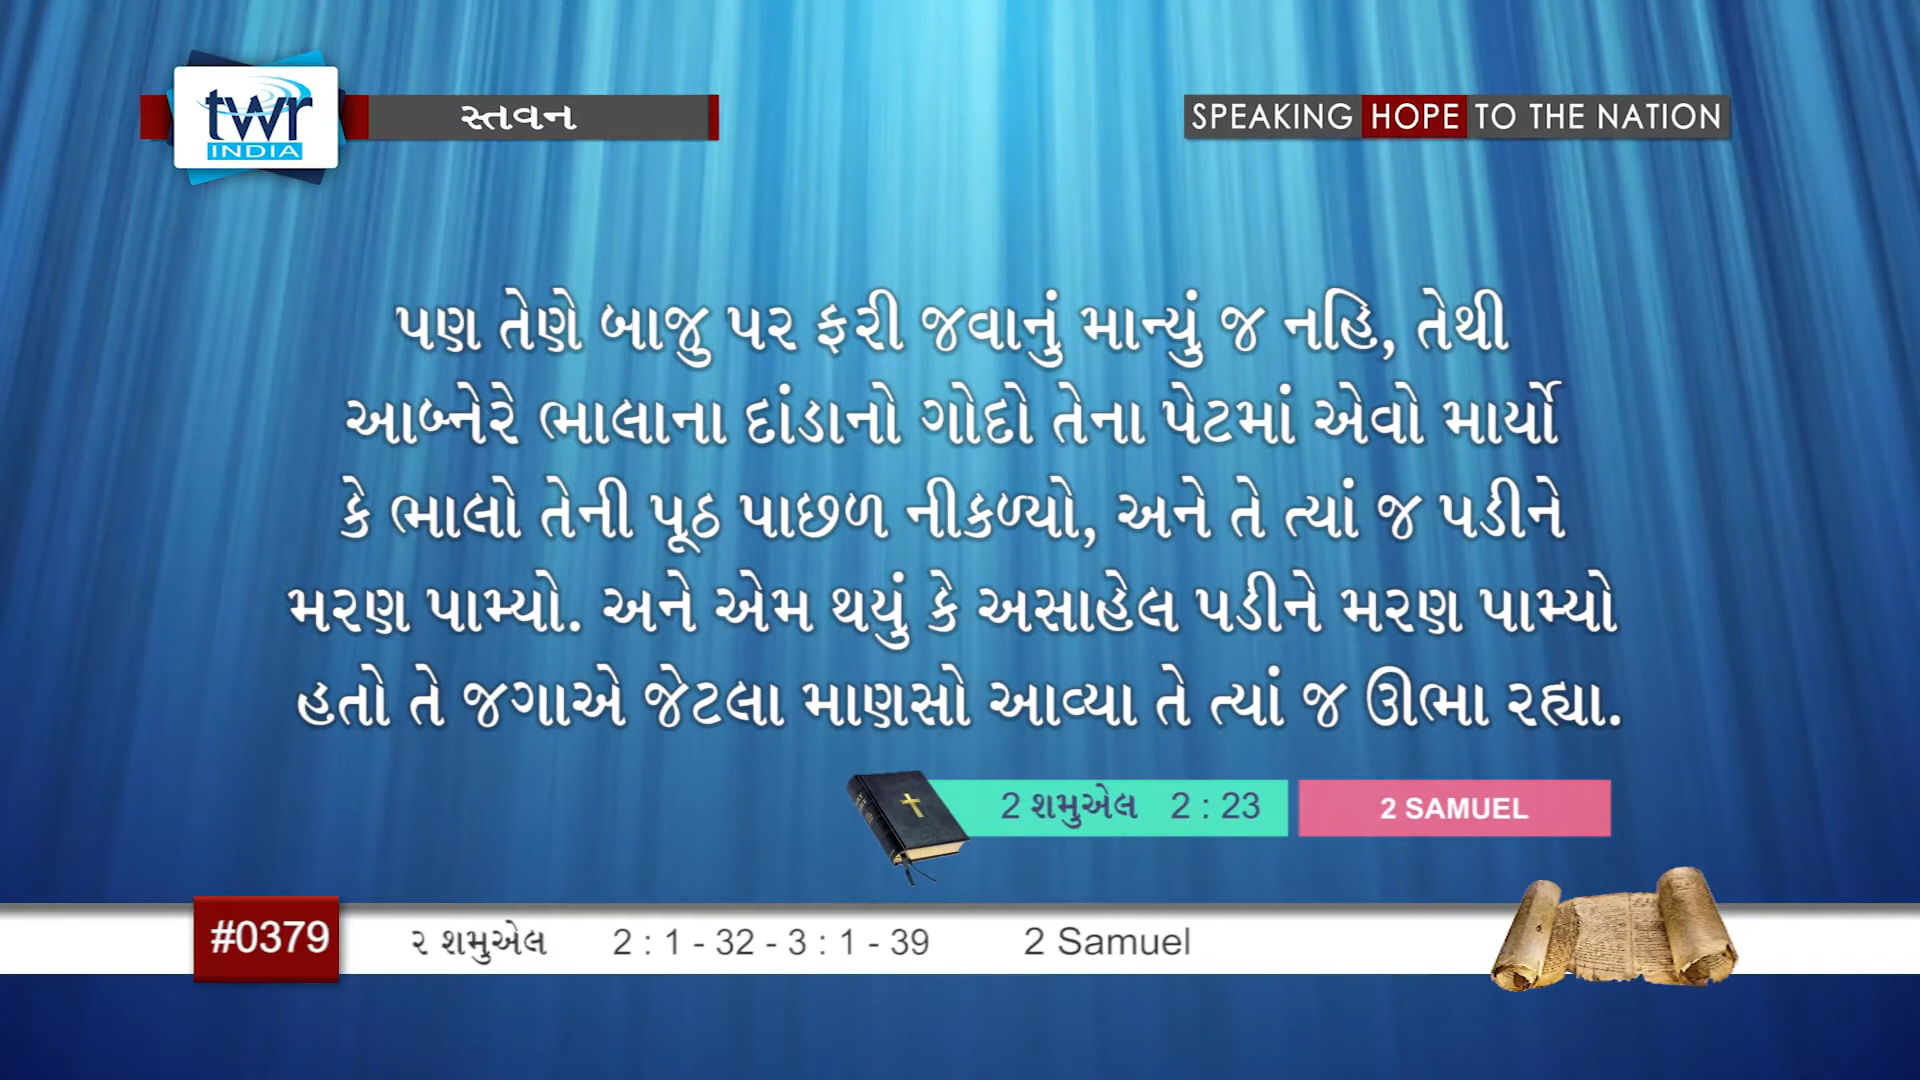 twr
INDIA
સ્તવન
SPEAKING HOPE TO THE NATION
પણ તેણે બાજુ પર ફરી જવાનું માન્યું જ નહિ, તેથી
આબ્નેરે ભાલાના દાંડાનો ગોદો તેના પેટમાં એવો માર્યો
કે ભાલો તેની પૂઠ પાછળ નીકળ્યો, અને તે ત્યાં જ પડીને
મરણ પામ્યો. અને એમ થયું કે અસાહેલ પડીને મરણ પામ્યો
હતો તે જગાએ જેટલા માણસો આવ્યા તે ત્યાં જ ઊભા રહ્યા.
2 શમુએલ 2 : 23
2 SAMUEL
#0379
૨ શમુએલ 2 : 1 - 32 - 3 : 1 - 39 2 Samuel